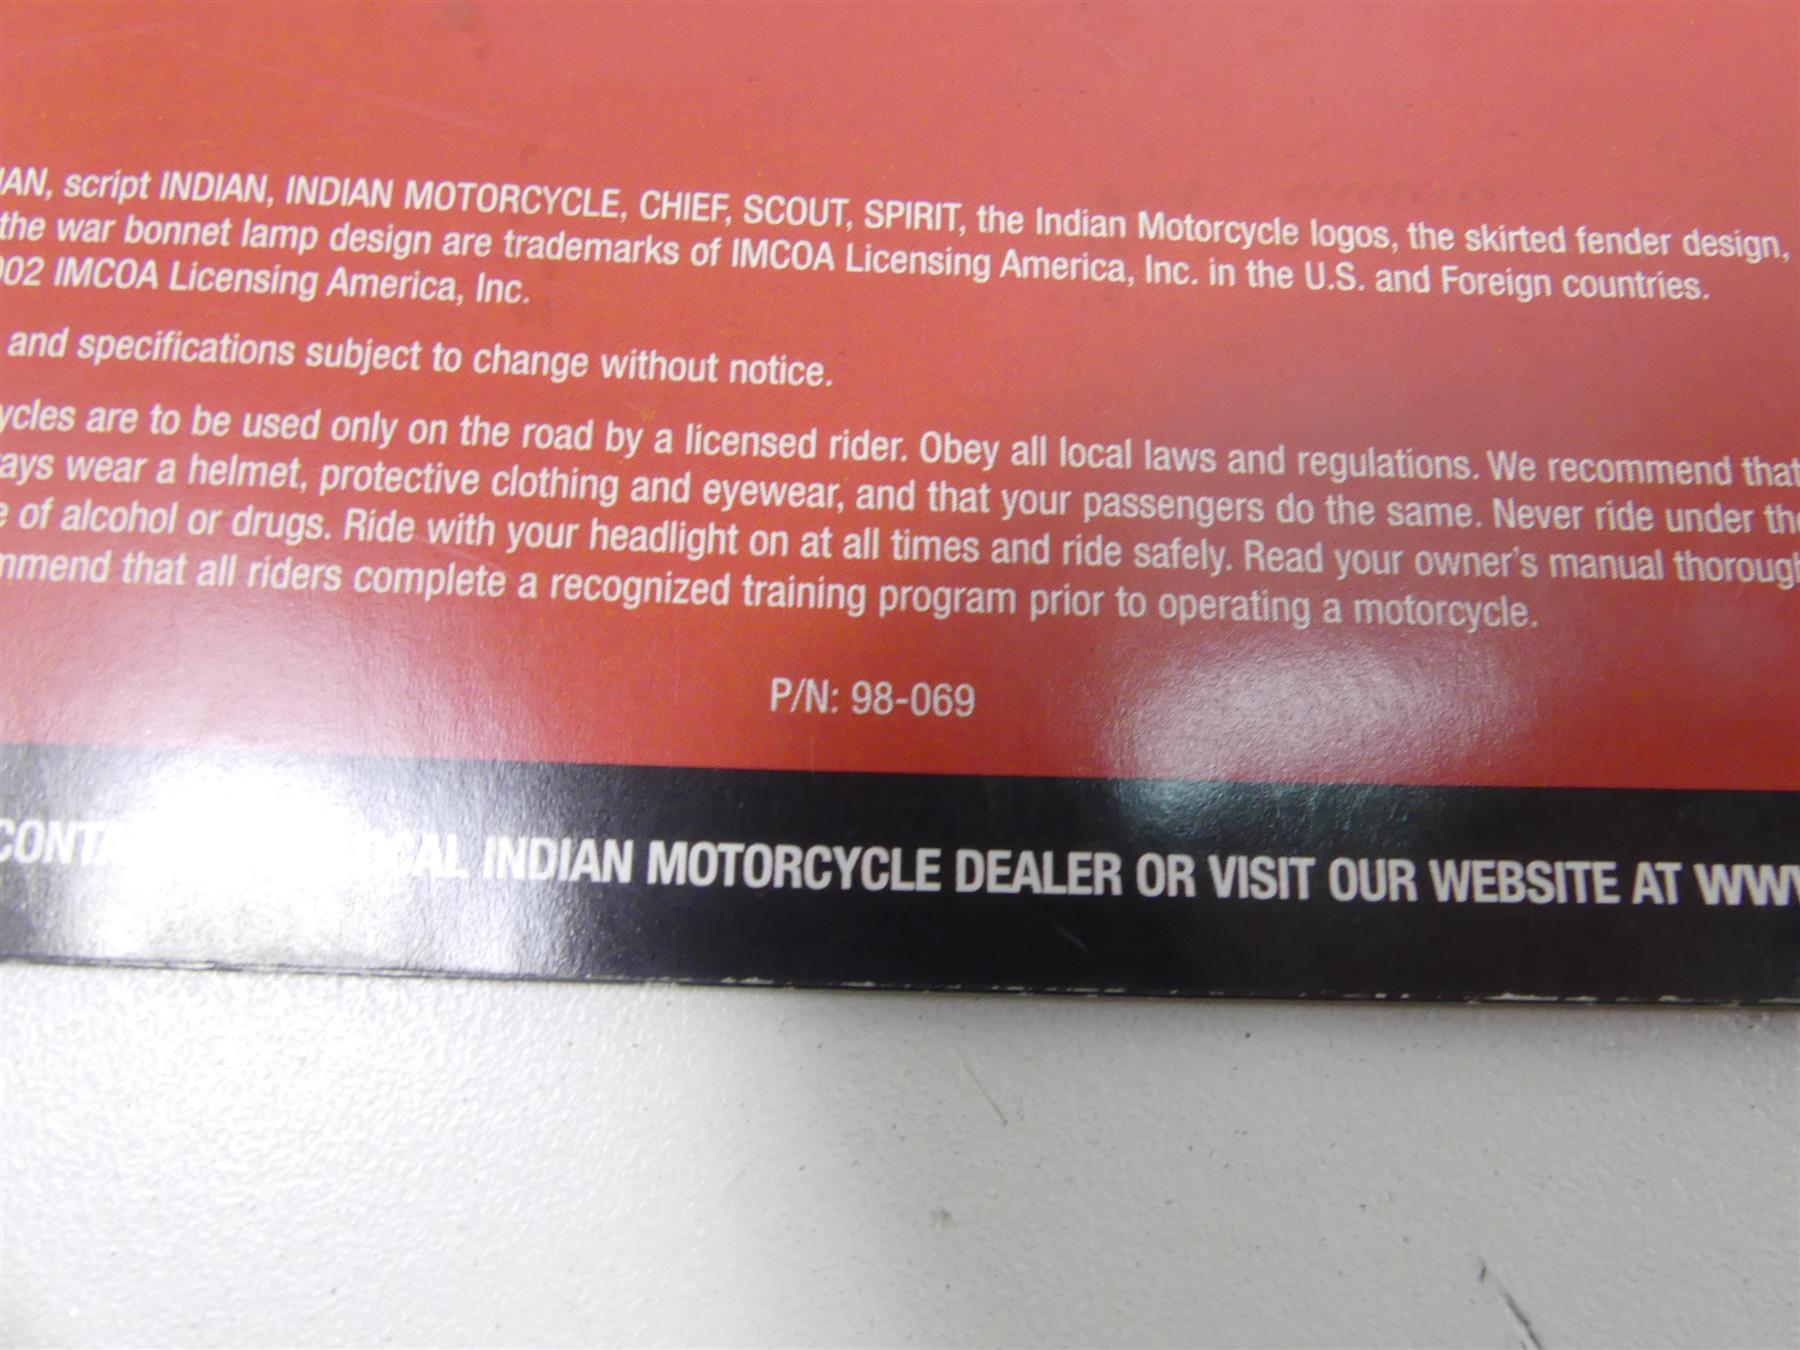 IAN, script INDIAN, INDIAN MOTORCYCLE, CHIEF, SCOUT, SPIRIT, the Indian Motorcycle logos, the skirted fender design,
the war bonnet lamp design are trademarks of IMCOA Licensing America, Inc. in the U.S. and Foreign countries.
002 IMCOA Licensing America, Inc.
and specifications subject to change without notice.
ycles are to be used only on the road by a licensed rider. Obey all local laws and regulations. We recommend that
ays wear a helmet, protective clothing and eyewear, and that your passengers do the same. Never ride under the
e of alcohol or drugs. Ride with your headlight on at all times and ride safely. Read your owner's manual thorough
mmend that all riders complete a recognized training program prior to operating a motorcycle.
P/N: 98-069
CONTA CAL INDIAN MOTORCYCLE DEALER OR VISIT OUR WEBSITE AT WWW